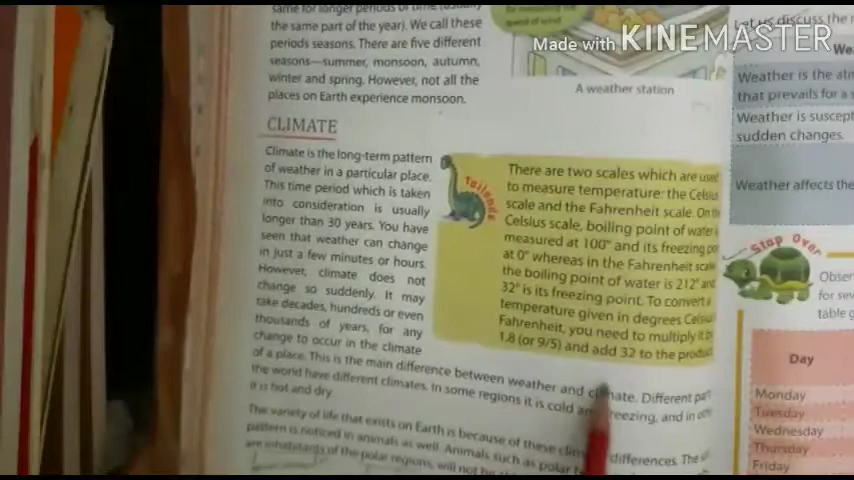 same for longer periods of time (usually
the same part of the year). We call these
periods seasons. There are five different
seasons—summer, monsoon, autumn,
winter and spring. However, not all the
places on Earth experience monsoon.
speed of wind
A weather station
Made with KINEMASTER
CLIMATE
Climate is the long-term pattern
of weather in a particular place.
This time period which is taken
into consideration is usually
longer than 30 years. You have
seen that weather can change
in just a few minutes or hours.
However, climate does not
change so suddenly. It may
take decades, hundreds or even
thousands of years, for any
change to occur in the climate
of a place. This is the main difference between weather and climate. Different
the world have different climates. In some regions it is cold and freezing, and in
it is hot and dry.
The variety of life that exists on Earth is because of these differences. The
pattern is noticed in animals as well. Animals such as polar
are inhabitants of the polar regions, will not be
Tailende
There are two scales which are used
to measure temperature: the Celsius
scale and the Fahrenheit scale. On the
Celsius scale, boiling point of water is
measured at 100° and its freezing
at 0° whereas in the Fahrenheit scale
the boiling point of water is 212° and
32° is its freezing point. To convert a
temperature given in degrees Celsius
Fahrenheit, you need to multiply it by
1.8 (or 9/5) and add 32 to the product
Let us discuss the
Weather is the
that prevails for a
Weather is
sudden changes.
Weather affects the
Stop Over
for
table
Day
Monday
Tuesday
Wednesday
Thursday
Friday